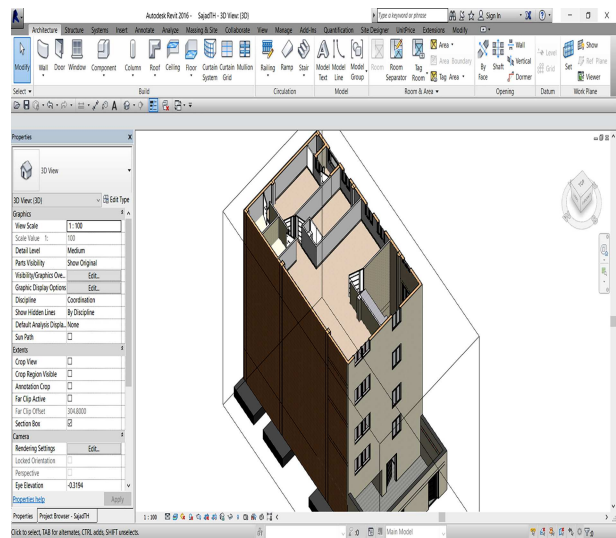 Autodesk Revit 2016 - SajadTH - 3D View: {3D}
Type a keyword or phrase
Sign In
Architecture Structure Systems Insert Annotate Analyze Massing & Site Collaborate View Manage Add-Ins Quantification Site Designer UniPrice Extensions Modify
Modify Wall Door Window Component Column Roof Ceiling Floor Curtain System Curtain Grid Mullion Railing Ramp Stair Model Text Model Line Model Group Room Room Separator Tag Room Area Area Boundary Tag Area By Face Shaft Wall Vertical Dormer Level Grid Set Show Ref Plane Viewer
Select Build Circulation Model Room & Area Opening Datum Work Plane
Properties X
3D View
3D View: {3D} Edit Type
Graphics
View Scale 1 : 100
Scale Value 1: 100
Detail Level Medium
Parts Visibility Show Original
Visibility/Graphics Ove... Edit...
Graphic Display Options Edit...
Discipline Coordination
Show Hidden Lines By Discipline
Default Analysis Displa... None
Sun Path
Extents
Crop View
Crop Region Visible
Annotation Crop
Far Clip Active
Far Clip Offset 304.8000
Section Box
Camera
Rendering Settings Edit...
Locked Orientation
Perspective
Eye Elevation -0.3194
Properties help Apply
Properties Project Browser - SajadTH
1 : 100
Click to select, TAB for alternates, CTRL adds, SHIFT unselects.
:0 Main Model